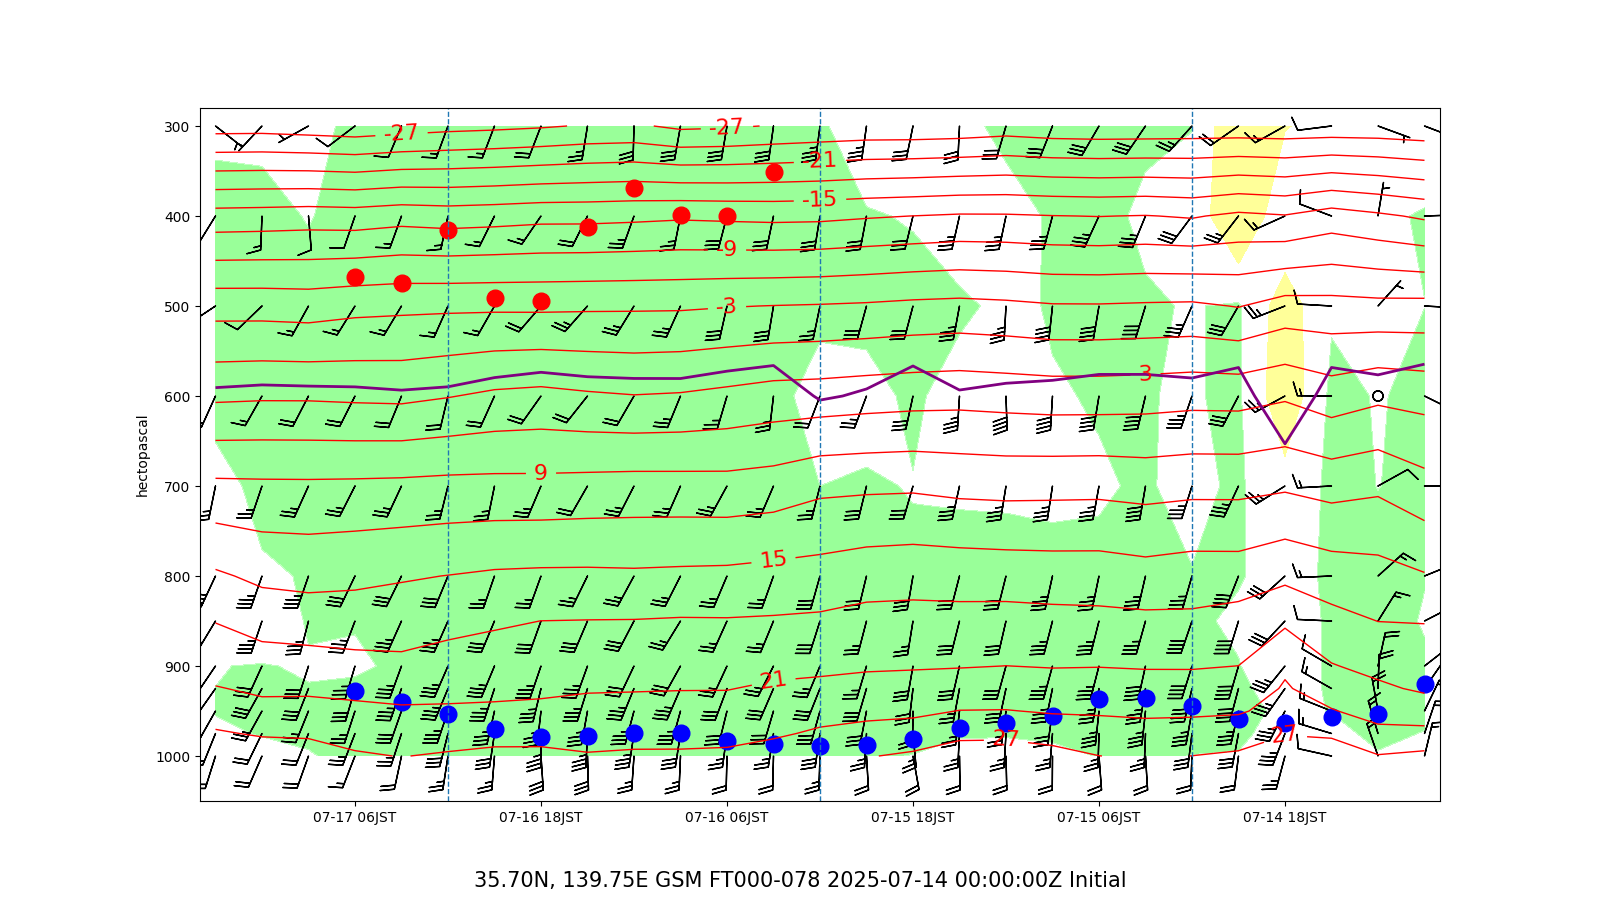 300
400
500
600
700
800
900
1000
hectopascal
-27
-27
-21
-15
-9
-3
3
9
15
21
27
27
07-17 06JST
07-16 18JST
07-16 06JST
07-15 18JST
07-15 06JST
07-14 18JST
35.70N, 139.75E GSM FT000-078 2025-07-14 00:00:00Z Initial